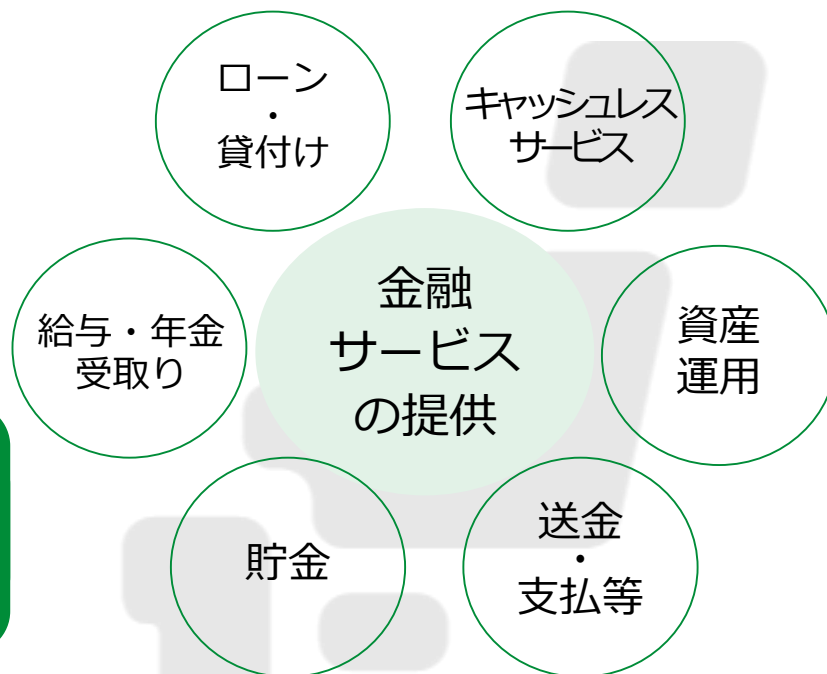 ローン
・
貸付け
キャッシュレス
サービス
給与・年金
受取り
金融
サービス
の提供
資産
運用
貯金
送金
・
支払等